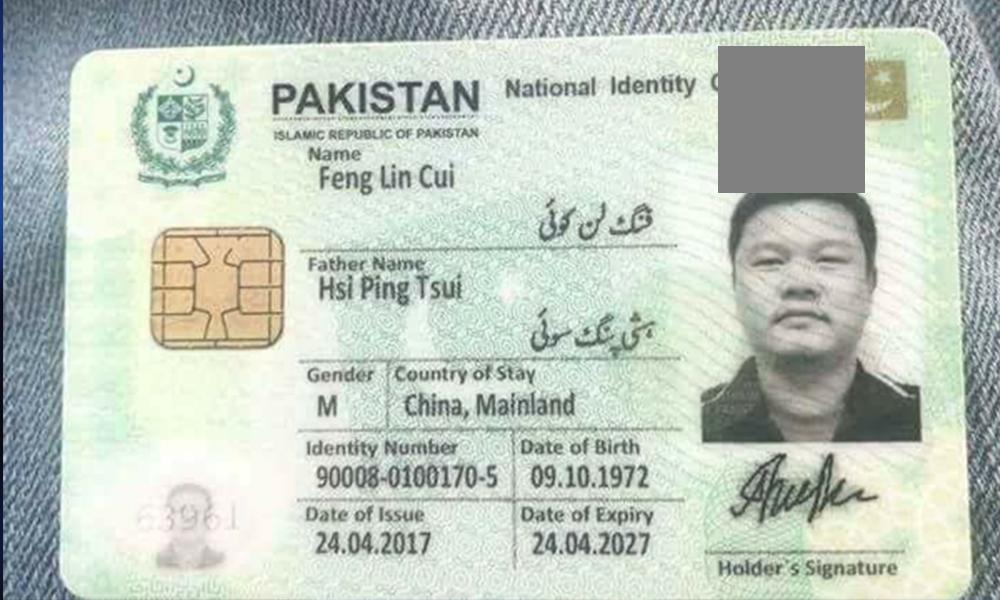 PAKISTAN National Identity
ISLAMIC REPUBLIC OF PAKISTAN
Name
Feng Lin Cui
فنگ لن کوئی
Father Name
Hsi Ping Tsui
ہشی پنگ سوئی
Gender Country of Stay
M China, Mainland
Identity Number Date of Birth
90008-0100170-5 09.10.1972
Date of Issue Date of Expiry
24.04.2017 24.04.2027
63961
Holder's Signature